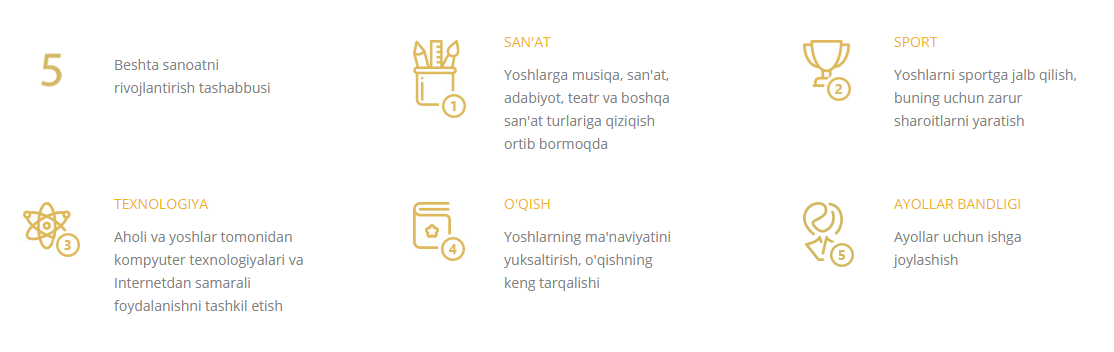 5
Beshta sanoatni
rivojlantirish tashabbusi
1
SAN'AT
Yoshlarga musiqa, san'at,
adabiyot, teatr va boshqa
san'at turlariga qiziqish
ortib bormoqda
2
SPORT
Yoshlarni sportga jalb qilish,
buning uchun zarur
sharoitlarni yaratish
3
TEXNOLOGIYA
Aholi va yoshlar tomonidan
kompyuter texnologiyalari va
Internetdan samarali
foydalanishni tashkil etish
4
O'QISH
Yoshlarning ma'naviyatini
yuksaltirish, o'qishning
keng tarqalishi
5
AYOLLAR BANDLIGI
Ayollar uchun ishga
joylashish